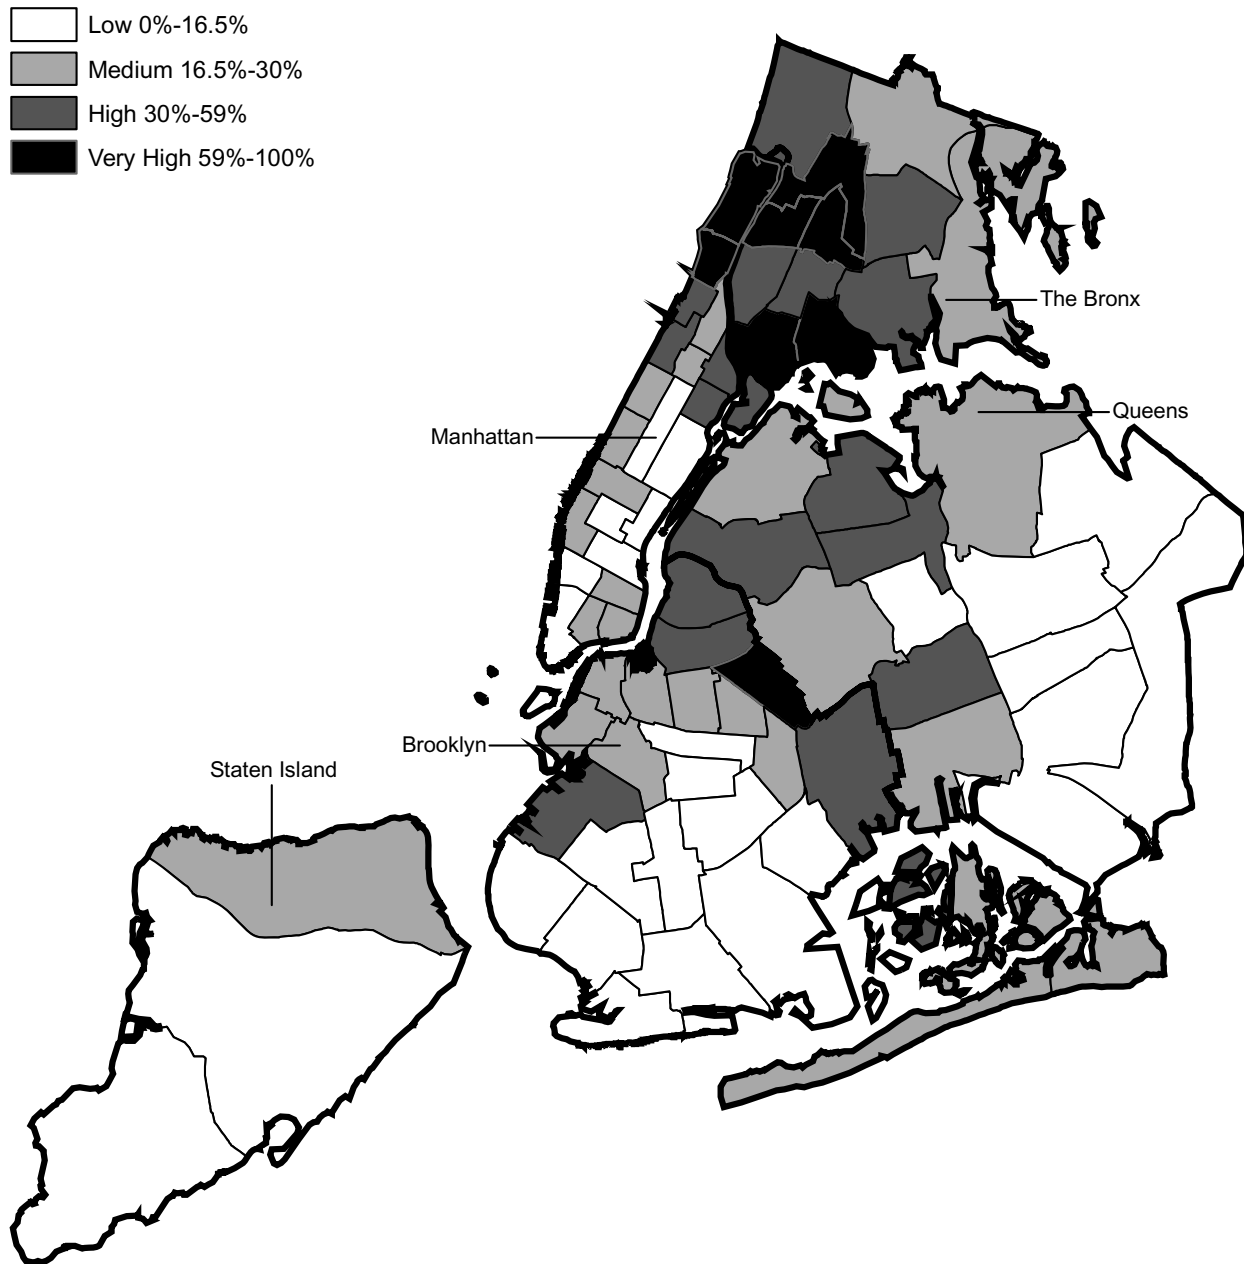 Low 0%-16.5%
Medium 16.5%-30%
High 30%-59%
Very High 59%-100%
The Bronx
Queens
Manhattan
Brooklyn
Staten Island